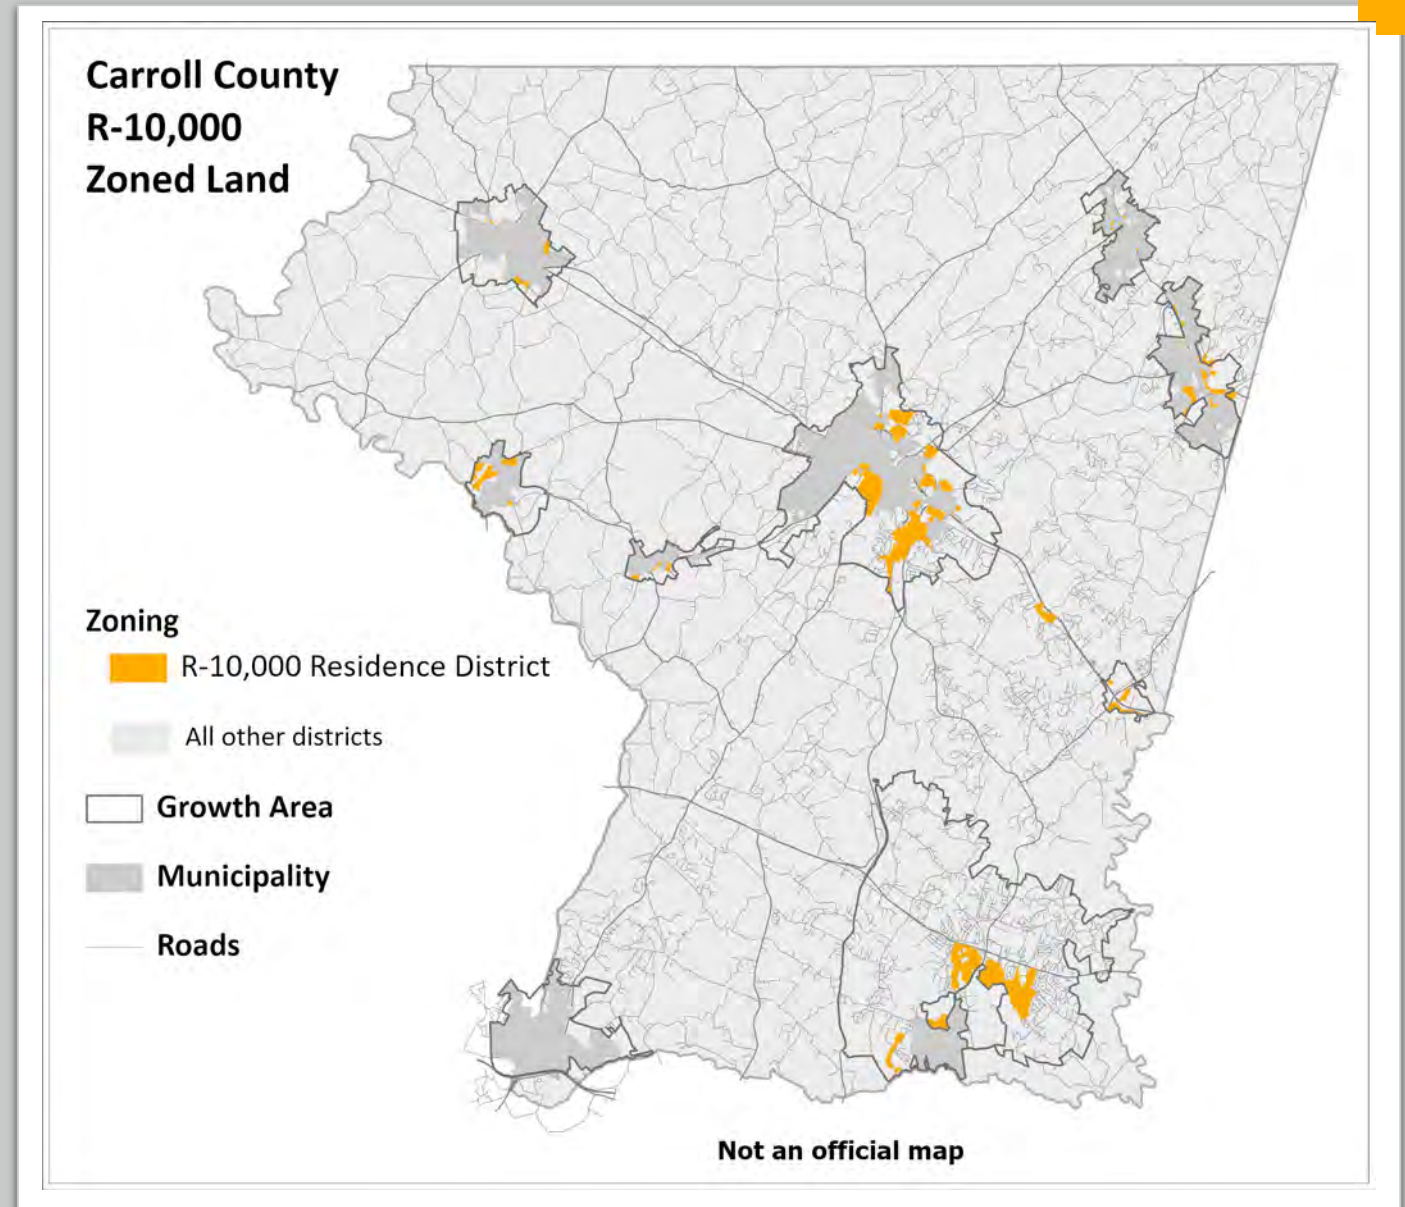 Carroll County
R-10,000
Zoned Land
Zoning
R-10,000 Residence District
All other districts
Growth Area
Municipality
Roads
Not an official map